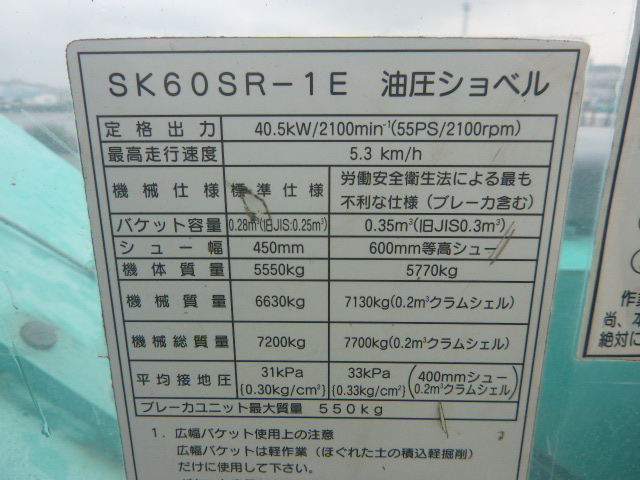 SK60SR-1E 油圧ショベル
定格出力 40.5kW/2100min⁻¹(55PS/2100rpm)
最高走行速度 5.3 km/h
機械仕様 標準仕様 労働安全衛生法による最も
不利な仕様(ブレーカ含む)
バケット容量 0.28m³(旧JIS:0.25m³) 0.35m³(旧JIS0.3m³)
シュー幅 450mm 600mm等高シュー
機体質量 5550kg 5770kg
機械質量 6630kg 7130kg(0.2m³クラムシェル)
機械総質量 7200kg 7700kg(0.2m³クラムシェル)
平均接地圧 31kPa 33kPa (400mmシュー
{0.30kg/cm²} {0.33kg/cm²} 0.2m³クラムシェル)
ブレーカユニット最大質量 550kg
1. 広幅バケット使用上の注意
広幅バケットは軽作業(ほぐれた土の積込軽掘削)
だけに使用して下さい。
作業
尚、本
絶対に